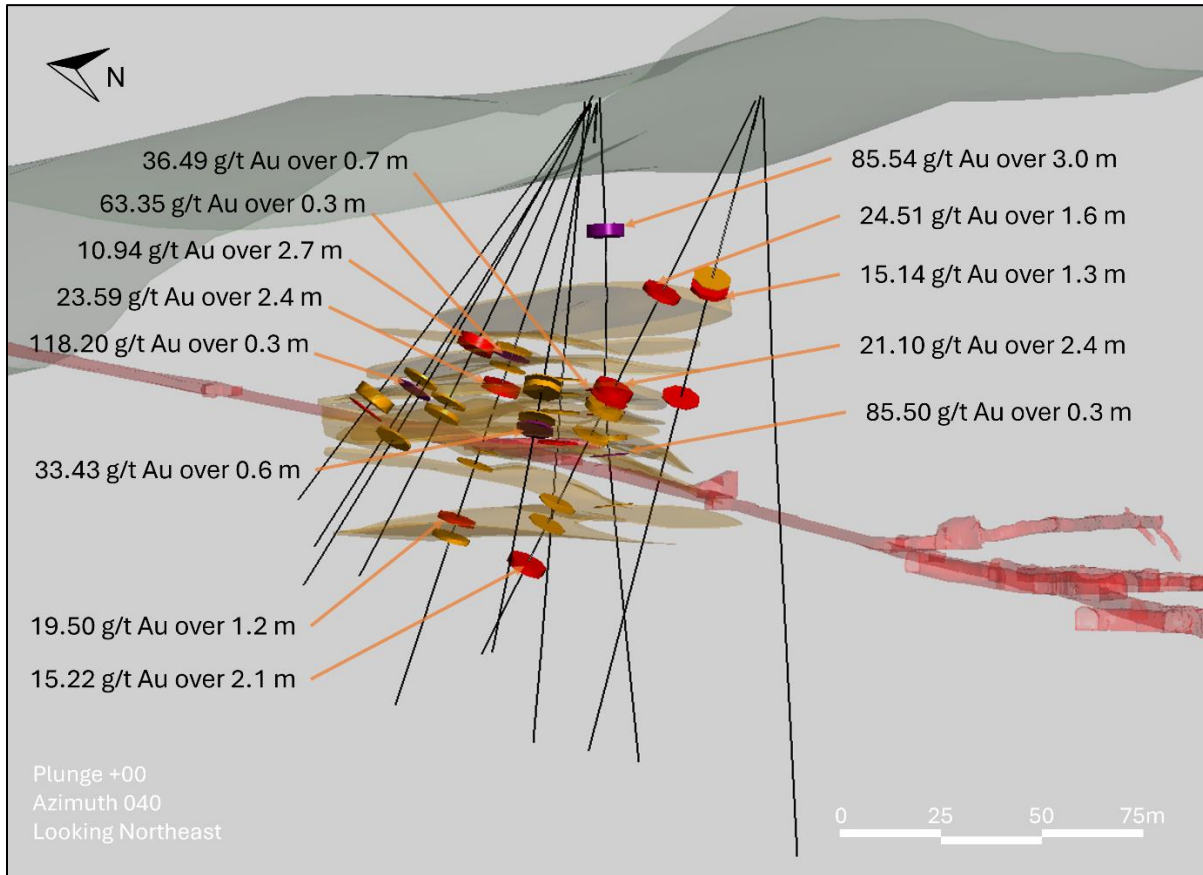 N
36.49 g/t Au over 0.7 m
63.35 g/t Au over 0.3 m
10.94 g/t Au over 2.7 m
23.59 g/t Au over 2.4 m
118.20 g/t Au over 0.3 m
33.43 g/t Au over 0.6 m
19.50 g/t Au over 1.2 m
15.22 g/t Au over 2.1 m
85.54 g/t Au over 3.0 m
24.51 g/t Au over 1.6 m
15.14 g/t Au over 1.3 m
21.10 g/t Au over 2.4 m
85.50 g/t Au over 0.3 m
Plunge +00
Azimuth 040
Looking Northeast
0 25 50 75m